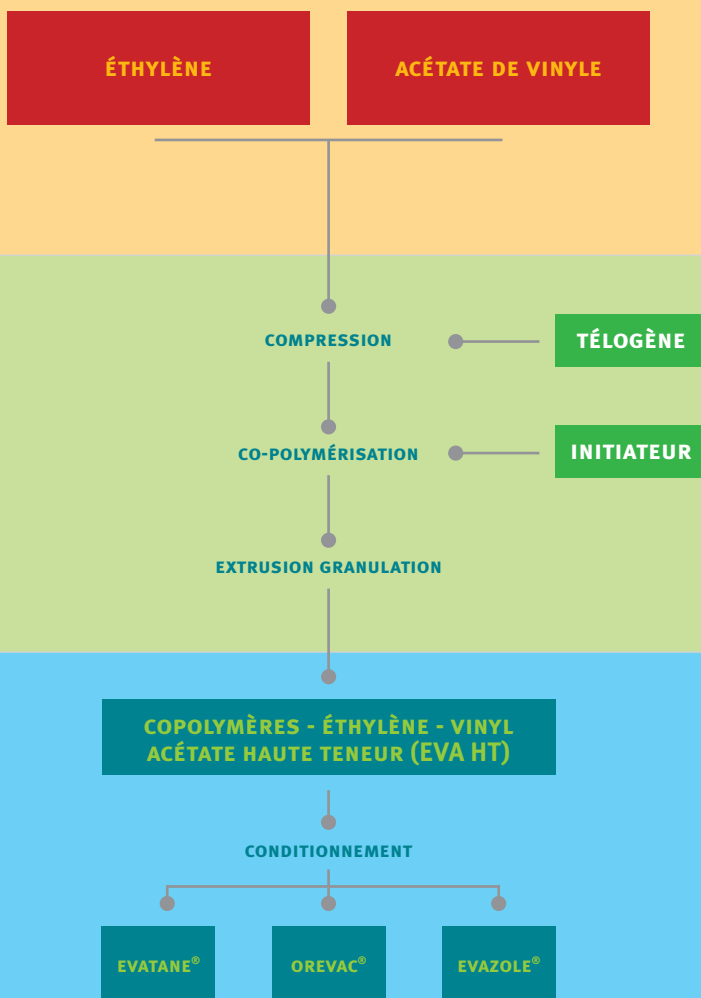 ÉTHYLÈNE
ACÉTATE DE VINYLE
COMPRESSION
TÉLOGÈNE
CO-POLYMÉRISATION
INITIATEUR
EXTRUSION GRANULATION
COPOLYMÈRES - ÉTHYLÈNE - VINYL
ACÉTATE HAUTE TENEUR (EVA HT)
CONDITIONNEMENT
EVATANE®
OREVAC®
EVAZOLE®